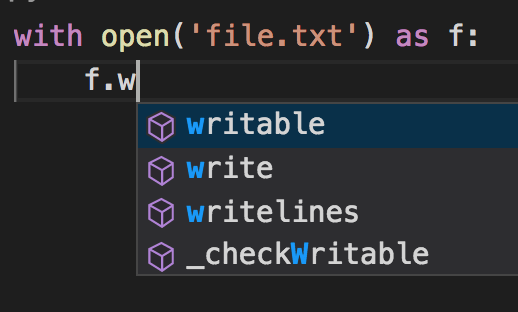 with open('file.txt') as f:
f.w
writable
write
writelines
_checkWritable